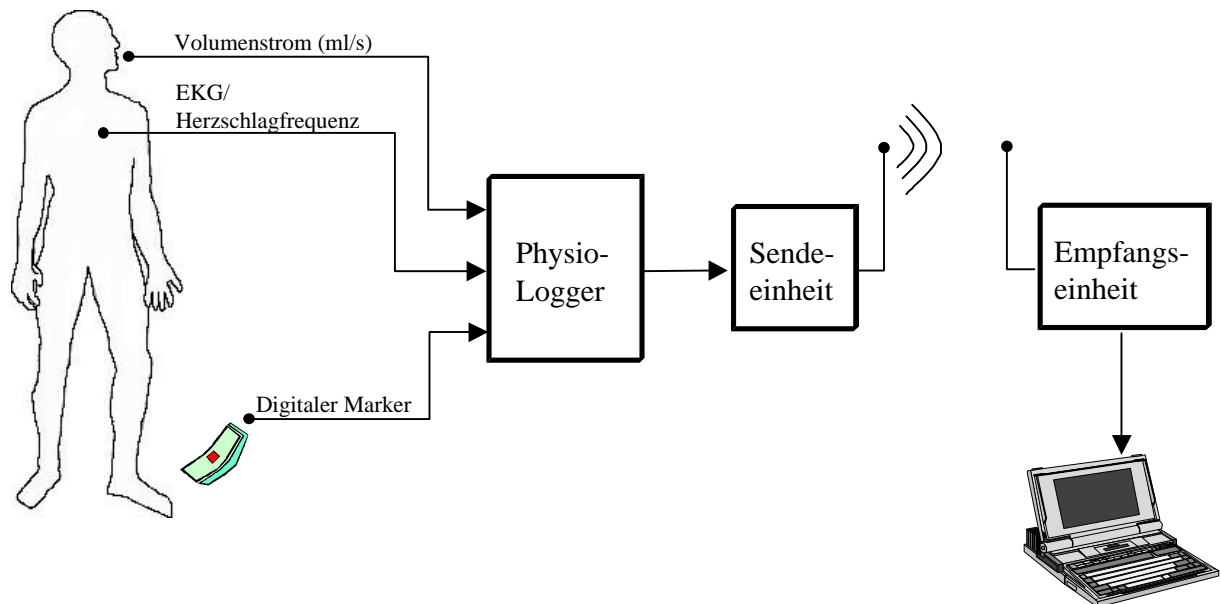 Volumenstrom (ml/s)
EKG/
Herzschlagfrequenz
Physio-
Logger
Sende-
einheit
Empfangs-
einheit
Digitaler Marker